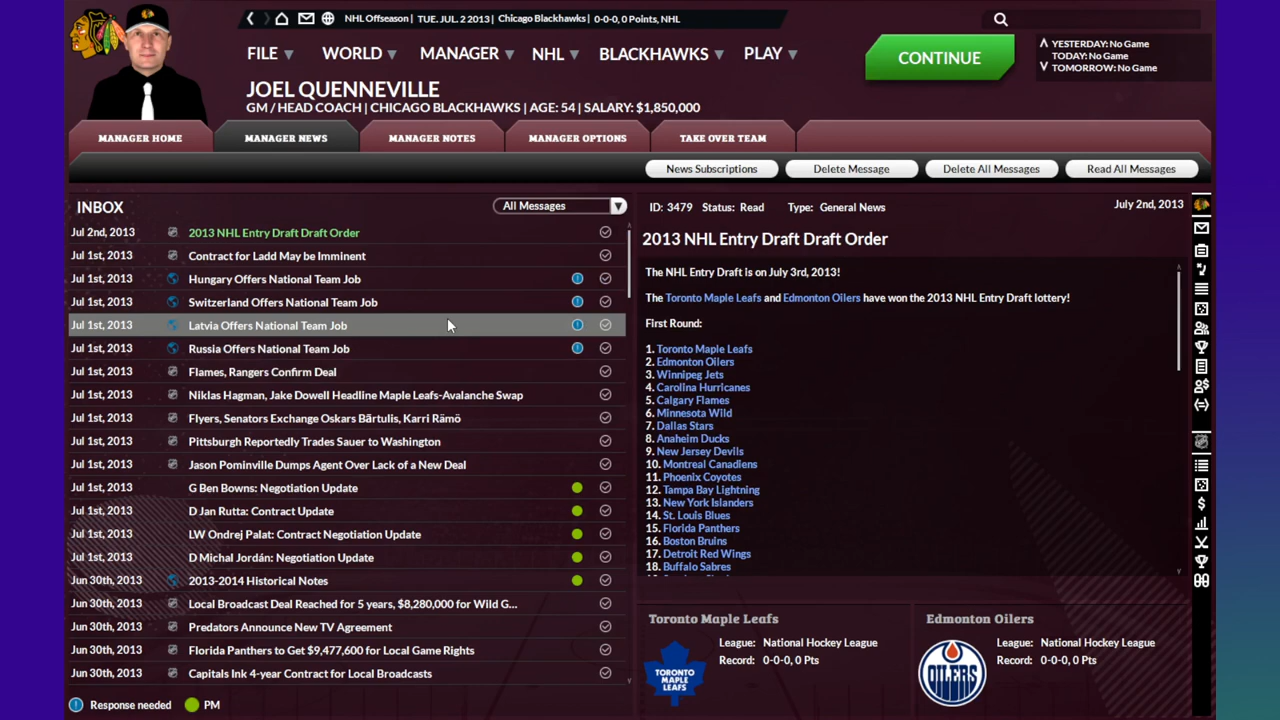 NHL Offseason | TUE. JUL. 2 2013 | Chicago Blackhawks | 0-0-0, 0 Points, NHL
FILE WORLD MANAGER NHL BLACKHAWKS PLAY
CONTINUE
YESTERDAY: No Game
TODAY: No Game
TOMORROW: No Game
JOEL QUENNEVILLE
GM / HEAD COACH | CHICAGO BLACKHAWKS | AGE: 54 | SALARY: $1,850,000
MANAGER HOME MANAGER NEWS MANAGER NOTES MANAGER OPTIONS TAKE OVER TEAM
News Subscriptions Delete Message Delete All Messages Read All Messages
INBOX All Messages
Jul 2nd, 2013 2013 NHL Entry Draft Draft Order
Jul 1st, 2013 Contract for Ladd May be Imminent
Jul 1st, 2013 Hungary Offers National Team Job
Jul 1st, 2013 Switzerland Offers National Team Job
Jul 1st, 2013 Latvia Offers National Team Job
Jul 1st, 2013 Russia Offers National Team Job
Jul 1st, 2013 Flames, Rangers Confirm Deal
Jul 1st, 2013 Niklas Hagman, Jake Dowell Headline Maple Leafs-Avalanche Swap
Jul 1st, 2013 Flyers, Senators Exchange Oskars Bārtulis, Karri Rämö
Jul 1st, 2013 Pittsburgh Reportedly Trades Sauer to Washington
Jul 1st, 2013 Jason Pominville Dumps Agent Over Lack of a New Deal
Jul 1st, 2013 G Ben Bowns: Negotiation Update
Jul 1st, 2013 D Jan Rutta: Contract Update
Jul 1st, 2013 LW Ondrej Palat: Contract Negotiation Update
Jul 1st, 2013 D Michal Jordán: Negotiation Update
Jun 30th, 2013 2013-2014 Historical Notes
Jun 30th, 2013 Local Broadcast Deal Reached for 5 years, $8,280,000 for Wild G...
Jun 30th, 2013 Predators Announce New TV Agreement
Jun 30th, 2013 Florida Panthers to Get $9,477,600 for Local Game Rights
Jun 30th, 2013 Capitals Ink 4-year Contract for Local Broadcasts
Response needed PM
ID: 3479 Status: Read Type: General News July 2nd, 2013
2013 NHL Entry Draft Draft Order
The NHL Entry Draft is on July 3rd, 2013!
The Toronto Maple Leafs and Edmonton Oilers have won the 2013 NHL Entry Draft lottery!
First Round:
1. Toronto Maple Leafs
2. Edmonton Oilers
3. Winnipeg Jets
4. Carolina Hurricanes
5. Calgary Flames
6. Minnesota Wild
7. Dallas Stars
8. Anaheim Ducks
9. New Jersey Devils
10. Montreal Canadiens
11. Phoenix Coyotes
12. Tampa Bay Lightning
13. New York Islanders
14. St. Louis Blues
15. Florida Panthers
16. Boston Bruins
17. Detroit Red Wings
18. Buffalo Sabres
Toronto Maple Leafs
League: National Hockey League
Record: 0-0-0, 0 Pts
TORONTO
MAPLE
LEAFS
Edmonton Oilers
League: National Hockey League
Record: 0-0-0, 0 Pts
OILERS